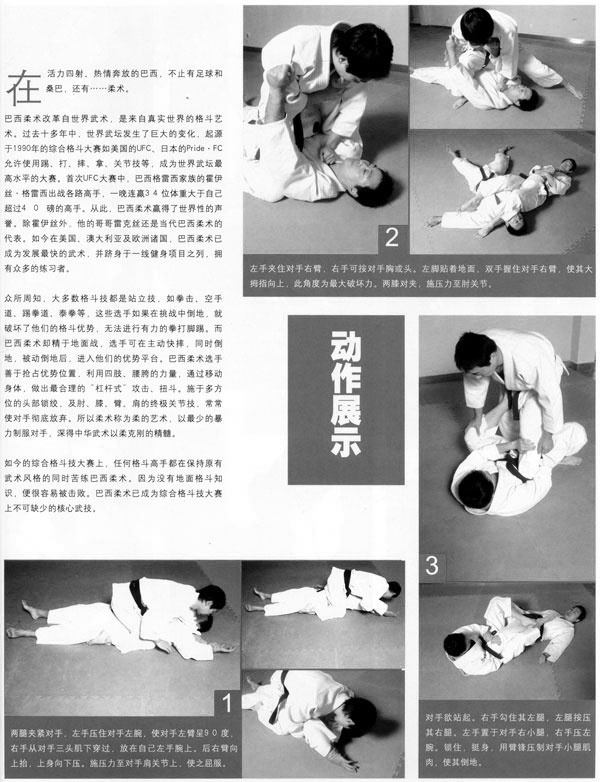 在活力四射、热情奔放的巴西，不止有足球和
桑巴，还有……柔术。
巴西柔术改革自世界武术，是来自真实世界的格斗艺
术。过去十多年中，世界武坛发生了巨大的变化，起源
于1990年的综合格斗大赛如美国的UFC、日本的Pride·FC
允许使用踢、打、摔、拿、关节技等，成为世界武坛最
高水平的大赛。首次UFC大赛中，巴西格雷西家族的霍伊
丝·格雷西出战各路高手，一晚连赢3 4 位体重大于自己
超过4 0 磅的高手。从此，巴西柔术赢得了世界性的声
誉。除霍伊丝外，他的哥哥雷克丝还是当代巴西柔术的
代表。如今在美国、澳大利亚及欧洲诸国，巴西柔术已
成为发展最快的武术，并跻身于一线健身项目之列，拥
有众多的练习者。
众所周知，大多数格斗技都是站立技，如拳击、空手
道、踢拳道、泰拳等，这些选手如果在挑战中倒地，就
破坏了他们的格斗优势，无法进行有力的拳打脚踢。而
巴西柔术却精于地面战，选手可在主动快摔，同时倒
地，被动倒地后，进入他们的优势平台。巴西柔术选手
善于抢占优势位置，利用四肢、腰胯的力量，通过移动
身体，做出最合理的“杠杆式”攻击、扭斗。施于多方
位的头部锁绞，及肘、膝、臂、肩的终极关节技，常常
使对手彻底放弃。所以柔术称为柔的艺术，以最少的暴
力制服对手，深得中华武术以柔克刚的精髓。
如今的综合格斗技大赛上，任何格斗高手都在保持原有
武术风格的同时苦练巴西柔术。因为没有地面格斗知
识，便很容易被击败。巴西柔术已成为综合格斗技大赛
上不可缺少的核心武技。
2
左手夹住对手右臂，右手可按对手胸或头。左脚贴着地面，双手握住对手右臂，使其大
拇指向上，此角度为最大破坏力。两膝对夹，施压力至肘关节。
动作展示
3
对手欲站起。右手勾住其左腿，左腿按压
其右腿。左手置于对手右小腿，右手压左
腕。锁住，挺身，用臂锋压制对手小腿肌
肉，使其倒地。
1
两腿夹紧对手，左手压住对手左腕，使对手左臂呈9 0 度，
右手从对手三头肌下穿过，放在自己左手腕上。后右臂向
上抬，上身向下压。施压力至对手肩关节上，使之屈服。